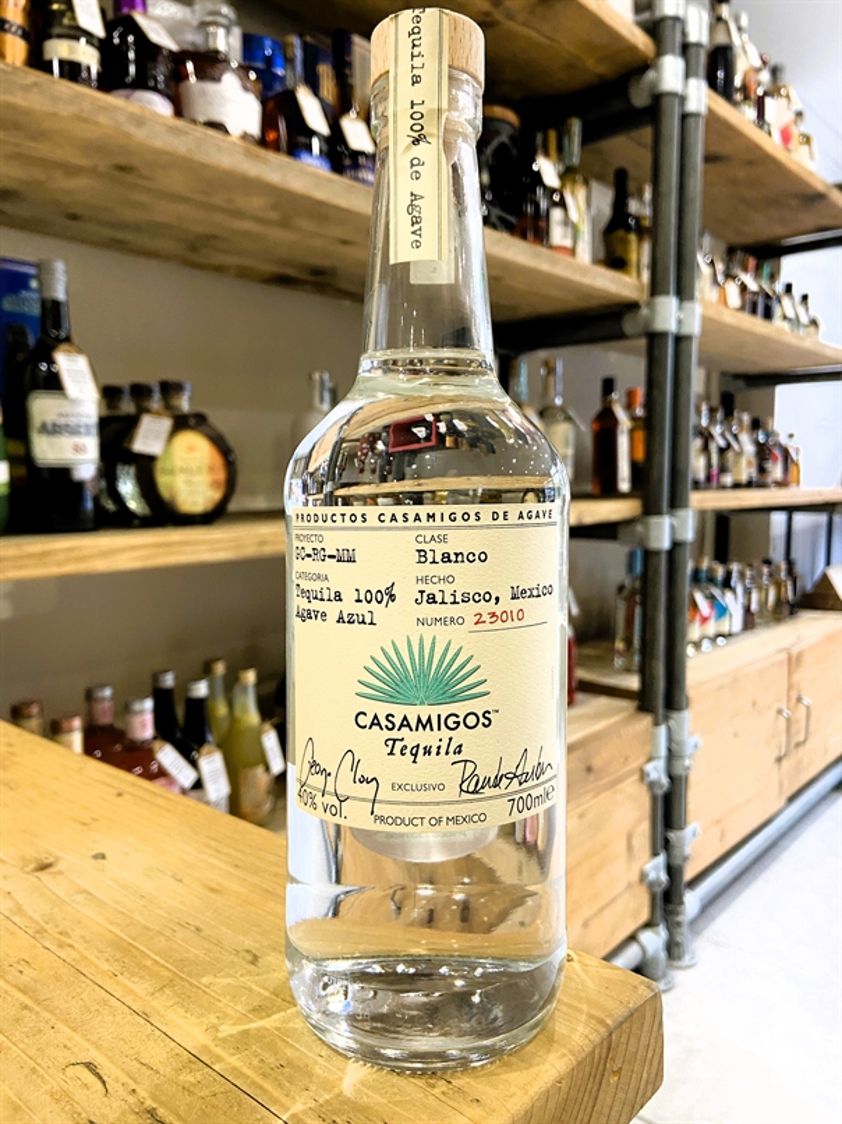 Tequila 100% de Agave
PRODUCTOS CASAMIGOS DE AGAVE
PROYECTO
GC-RG-MM
CLASE
Blanco
CATEGORIA
Tequila 100%
Agave Azul
HECHO
Jalisco, Mexico
NUMERO 23010
CASAMIGOS™
Tequila
EXCLUSIVO
40% vol.
PRODUCT OF MEXICO
700ml℮